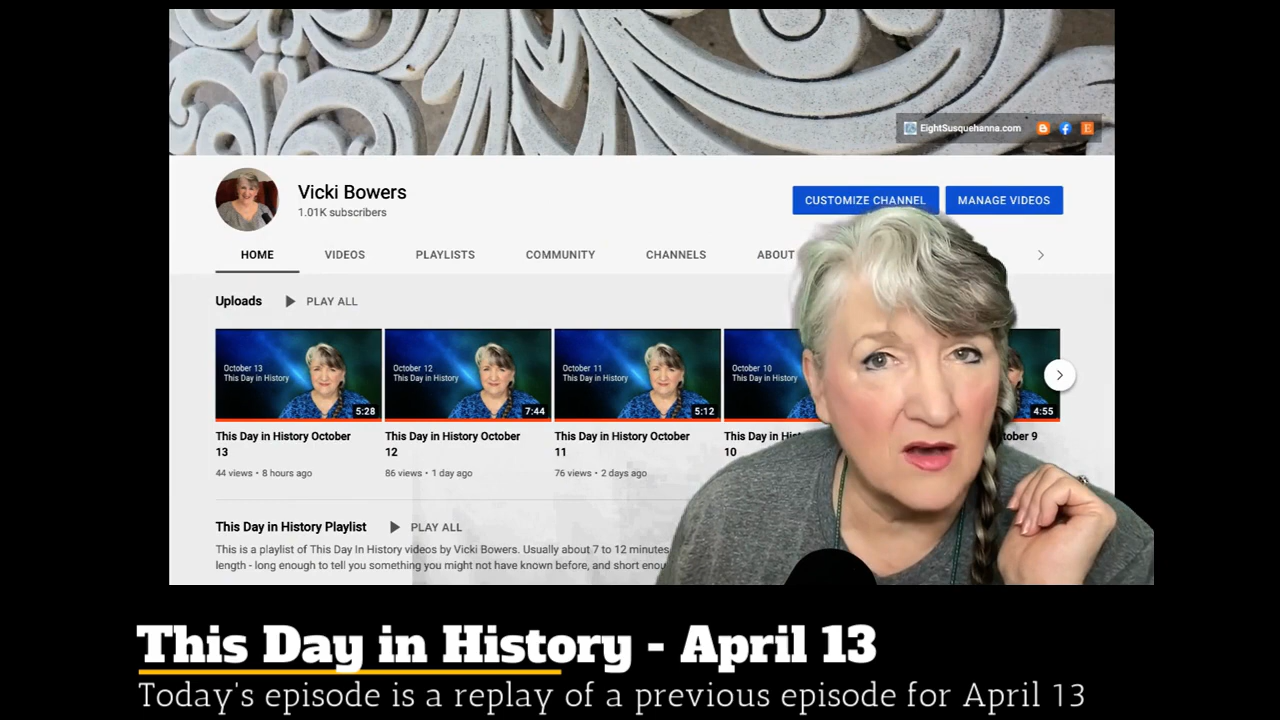 EightSusquehanna.com
Vicki Bowers
1.01K subscribers
CUSTOMIZE CHANNEL MANAGE VIDEOS
HOME VIDEOS PLAYLISTS COMMUNITY CHANNELS ABOUT
Uploads PLAY ALL
October 13
This Day in History
5:28
October 12
This Day in History
7:44
October 11
This Day in History
5:12
October 10
This Day in History
4:55
This Day in History October
13
44 views • 8 hours ago
This Day in History October
12
86 views • 1 day ago
This Day in History October
11
76 views • 2 days ago
This Day in
10
9
This Day in History Playlist PLAY ALL
This is a playlist of This Day In History videos by Vicki Bowers. Usually about 7 to 12 minutes
length - long enough to tell you something you might not have known before, and short
This Day in History - April 13
Today's episode is a replay of a previous episode for April 13